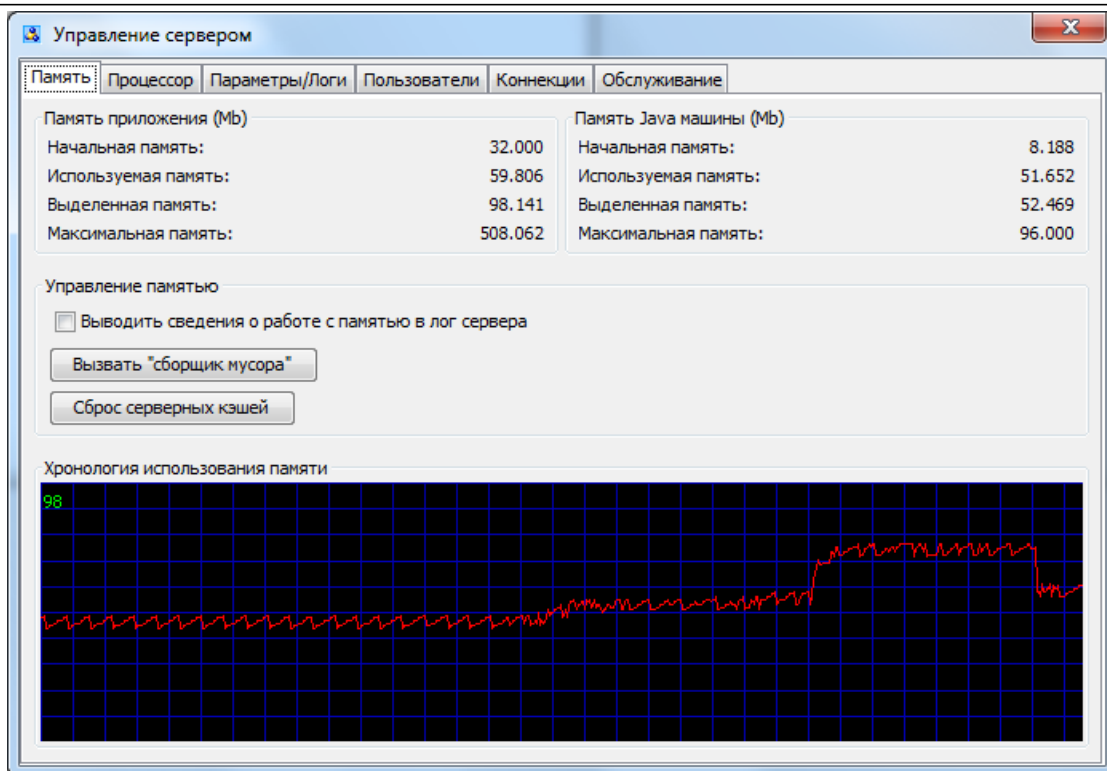 Управление сервером
Память Процессор Параметры/Логи Пользователи Коннекции Обслуживание
Память приложения (Mb)
Начальная память: 32.000
Используемая память: 59.806
Выделенная память: 98.141
Максимальная память: 508.062
Память Java машины (Mb)
Начальная память: 8.188
Используемая память: 51.652
Выделенная память: 52.469
Максимальная память: 96.000
Управление памятью
Выводить сведения о работе с памятью в лог сервера
Вызвать "сборщик мусора"
Сброс серверных кэшей
Хронология использования памяти
98